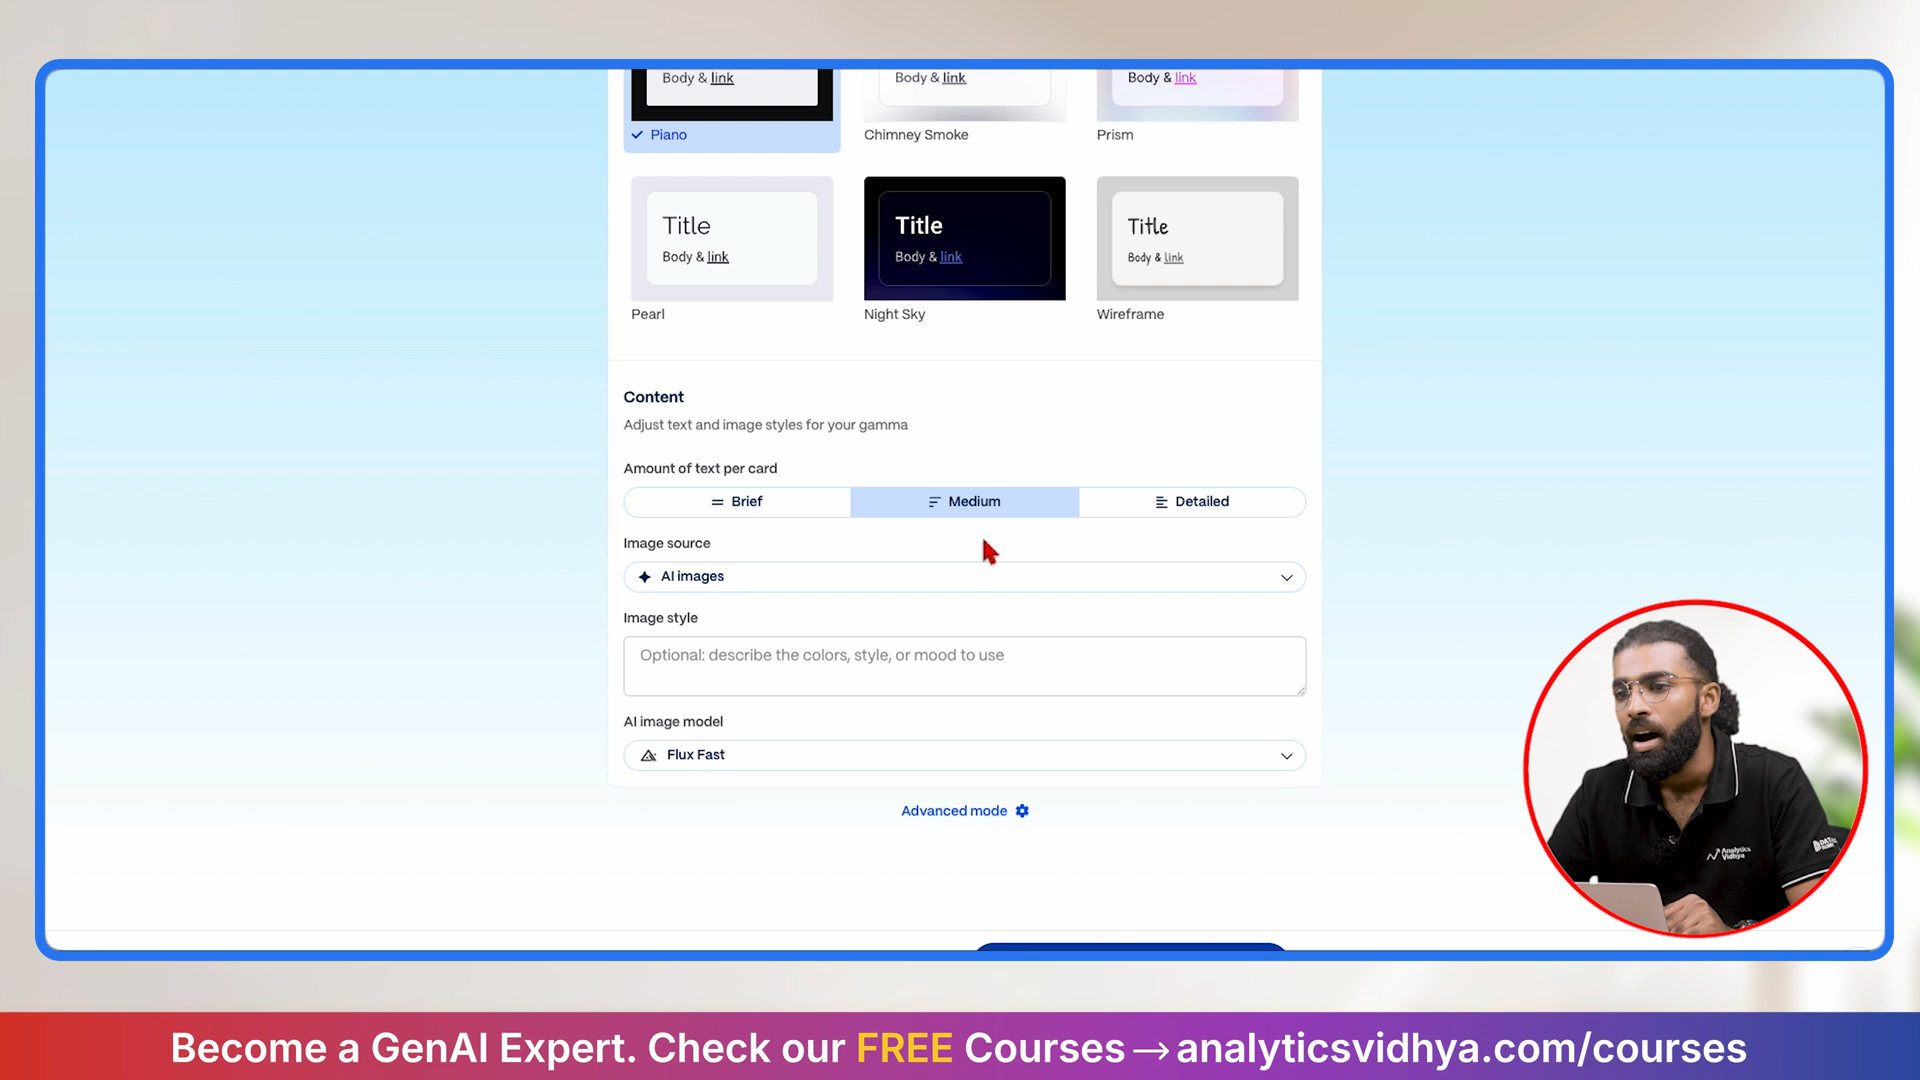 Body & link
Body & link
Body & link
Piano
Chimney Smoke
Prism
Title
Body & link
Title
Body & link
Title
Body & link
Pearl
Night Sky
Wireframe
Content
Adjust text and image styles for your gamma
Amount of text per card
Brief
Medium
Detailed
Image source
AI images
Image style
Optional: describe the colors, style, or mood to use
AI image model
Flux Fast
Advanced mode
Analytics
Vidhya
Become a GenAI Expert. Check our FREE Courses→analyticsvidhya.com/courses